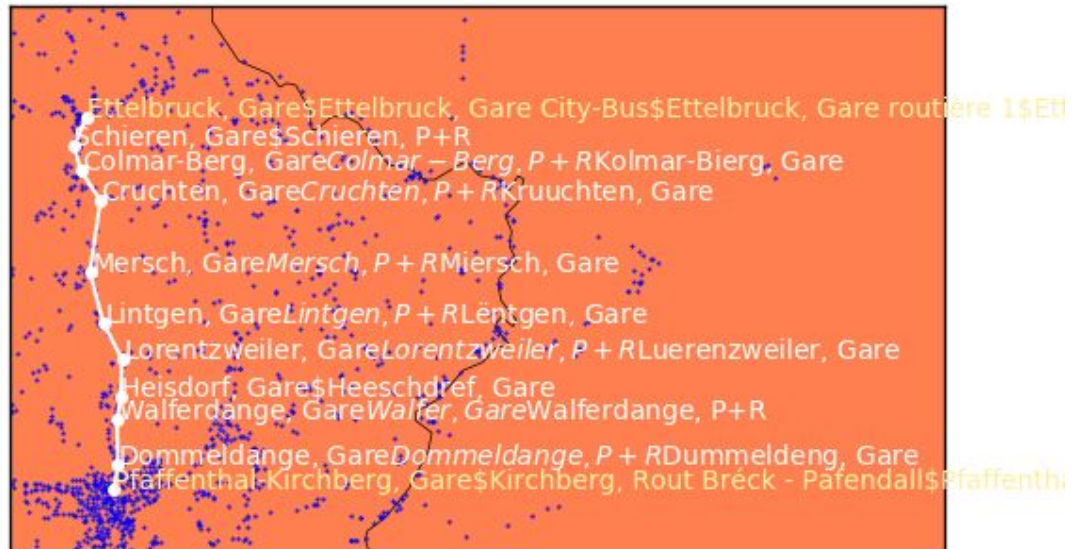 Ettelbruck, Gare$Ettelbruck, Gare City-Bus$Ettelbruck, Gare routière 1$Ett
Schieren, Gare$Schieren, P+R
Colmar-Berg, GareColmar − Berg, P + RKolmar-Bierg, Gare
Cruchten, GareCruchten, P + RKruuchten, Gare
Mersch, GareMersch, P + RMiersch, Gare
Lintgen, GareLintgen, P + RLëntgen, Gare
Lorentzweiler, GareLorentzweiler, P + RLuerenzweiler, Gare
Heisdorf, Gare$Heeschdref, Gare
Walferdange, GareWalfer, GareWalferdange, P+R
Dommeldange, GareDommeldange, P + RDummeldeng, Gare
Pfaffenthal-Kirchberg, Gare$Kirchberg, Rout Bréck - Pafendall$Pfaffentha